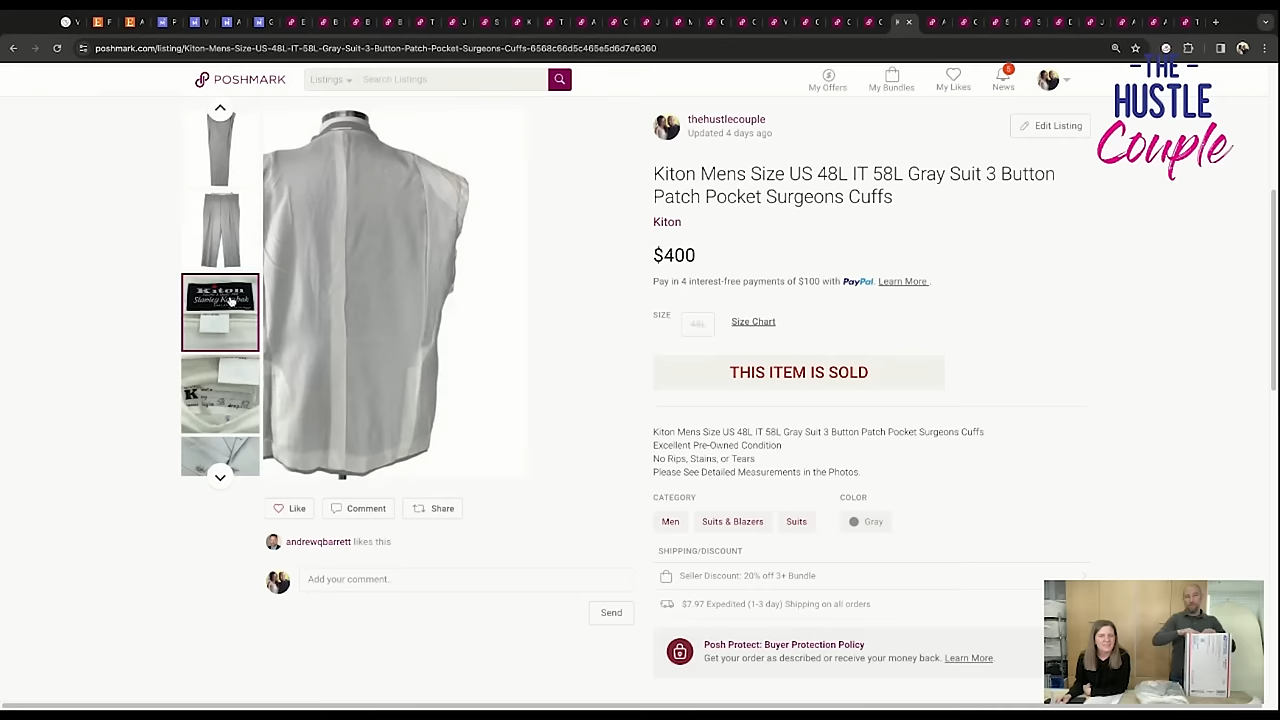 V
F
F
P
M
A
M
poshmark.com/listing/Kiton-Mens-Size-US-48L-IT-58L-Gray-Suit-3-Button-Patch-Pocket-Surgeons-Cuffs-6568c66d5c465e5d6d7e6360
POSHMARK
Listings
Search Listings
My Offers
My Bundles
My Likes
5
News
-THE-
HUSTLE
Couple
thehustlecouple
Updated 4 days ago
Edit Listing
Kiton Mens Size US 48L IT 58L Gray Suit 3 Button
Patch Pocket Surgeons Cuffs
Kiton
$400
Pay in 4 interest-free payments of $100 with PayPal. Learn More.
SIZE
48L
Size Chart
Kiton
THIS ITEM IS SOLD
K
Kiton Mens Size US 48L IT 58L Gray Suit 3 Button Patch Pocket Surgeons Cuffs
Excellent Pre-Owned Condition
No Rips, Stains, or Tears
Please See Detailed Measurements in the Photos.
CATEGORY
COLOR
Men
Suits & Blazers
Suits
Gray
Like
Comment
Share
andrewqbarrett likes this
Add your comment..
Send
SHIPPING/DISCOUNT
Seller Discount: 20% off 3+ Bundle
$7.97 Expedited (1-3 day) Shipping on all orders
Posh Protect: Buyer Protection Policy
Get your order as described or receive your money back. Learn More.